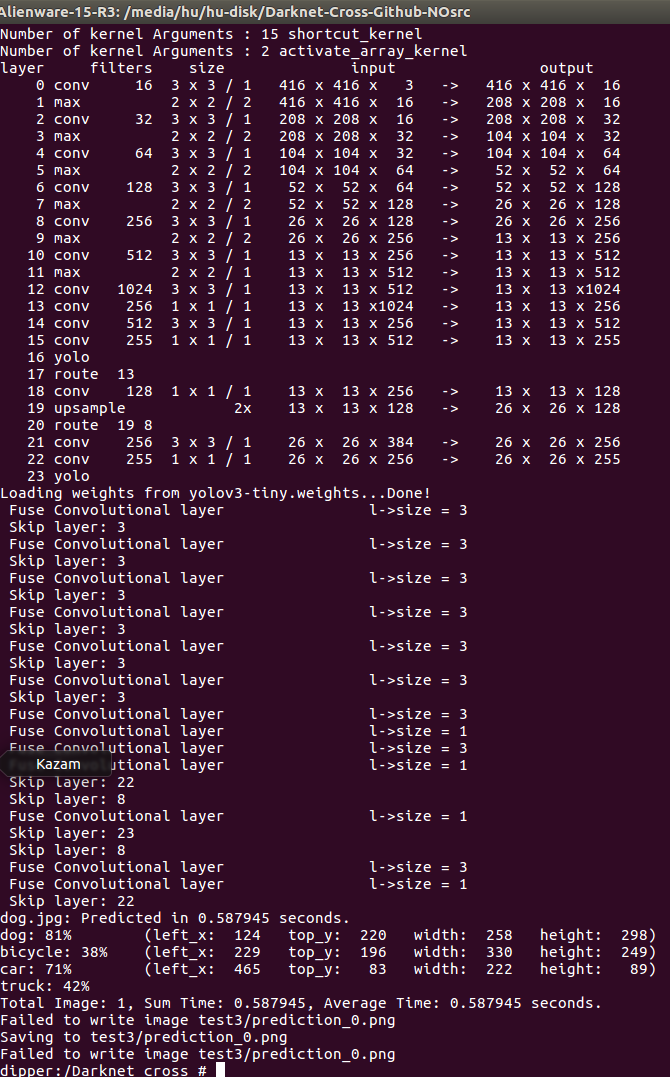 Alienware-15-R3: /media/hu/hu-disk/Darknet-Cross-Github-NOsrc
Number of kernel Arguments : 15 shortcut_kernel
Number of kernel Arguments : 2 activate_array_kernel
layer     filters    size              input                output
    0 conv     16  3 x 3 / 1   416 x 416 x   3   ->   416 x 416 x  16
    1 max          2 x 2 / 2   416 x 416 x  16   ->   208 x 208 x  16
    2 conv     32  3 x 3 / 1   208 x 208 x  16   ->   208 x 208 x  32
    3 max          2 x 2 / 2   208 x 208 x  32   ->   104 x 104 x  32
    4 conv     64  3 x 3 / 1   104 x 104 x  32   ->   104 x 104 x  64
    5 max          2 x 2 / 2   104 x 104 x  64   ->    52 x  52 x  64
    6 conv    128  3 x 3 / 1    52 x  52 x  64   ->    52 x  52 x 128
    7 max          2 x 2 / 2    52 x  52 x 128   ->    26 x  26 x 128
    8 conv    256  3 x 3 / 1    26 x  26 x 128   ->    26 x  26 x 256
    9 max          2 x 2 / 2    26 x  26 x 256   ->    13 x  13 x 256
   10 conv    512  3 x 3 / 1    13 x  13 x 256   ->    13 x  13 x 512
   11 max          2 x 2 / 1    13 x  13 x 512   ->    13 x  13 x 512
   12 conv   1024  3 x 3 / 1    13 x  13 x 512   ->    13 x  13 x1024
   13 conv    256  1 x 1 / 1    13 x  13 x1024   ->    13 x  13 x 256
   14 conv    512  3 x 3 / 1    13 x  13 x 256   ->    13 x  13 x 512
   15 conv    255  1 x 1 / 1    13 x  13 x 512   ->    13 x  13 x 255
   16 yolo
   17 route  13
   18 conv    128  1 x 1 / 1    13 x  13 x 256   ->    13 x  13 x 128
   19 upsample            2x    13 x  13 x 128   ->    26 x  26 x 128
   20 route  19 8
   21 conv    256  3 x 3 / 1    26 x  26 x 384   ->    26 x  26 x 256
   22 conv    255  1 x 1 / 1    26 x  26 x 256   ->    26 x  26 x 255
   23 yolo
Loading weights from yolov3-tiny.weights...Done!
 Fuse Convolutional layer                l->size = 3
 Skip layer: 3
 Fuse Convolutional layer                l->size = 3
 Skip layer: 3
 Fuse Convolutional layer                l->size = 3
 Skip layer: 3
 Fuse Convolutional layer                l->size = 3
 Skip layer: 3
 Fuse Convolutional layer                l->size = 3
 Skip layer: 3
 Fuse Convolutional layer                l->size = 3
 Skip layer: 3
 Fuse Convolutional layer                l->size = 3
 Fuse Convolutional layer                l->size = 1
 Fuse Convolutional layer                l->size = 3
Kazam
 utional layer                l->size = 1
 Skip layer: 22
 Skip layer: 8
 Fuse Convolutional layer                l->size = 1
 Skip layer: 23
 Skip layer: 8
 Fuse Convolutional layer                l->size = 3
 Fuse Convolutional layer                l->size = 1
 Skip layer: 22
dog.jpg: Predicted in 0.587945 seconds.
dog: 81%        (left_x:  124   top_y:  220   width:  258   height:  298)
bicycle: 38%    (left_x:  229   top_y:  196   width:  330   height:  249)
car: 71%        (left_x:  465   top_y:   83   width:  222   height:   89)
truck: 42%
Total Image: 1, Sum Time: 0.587945, Average Time: 0.587945 seconds.
Failed to write image test3/prediction_0.png
Saving to test3/prediction_0.png
Failed to write image test3/prediction_0.png
dipper:/Darknet_cross #